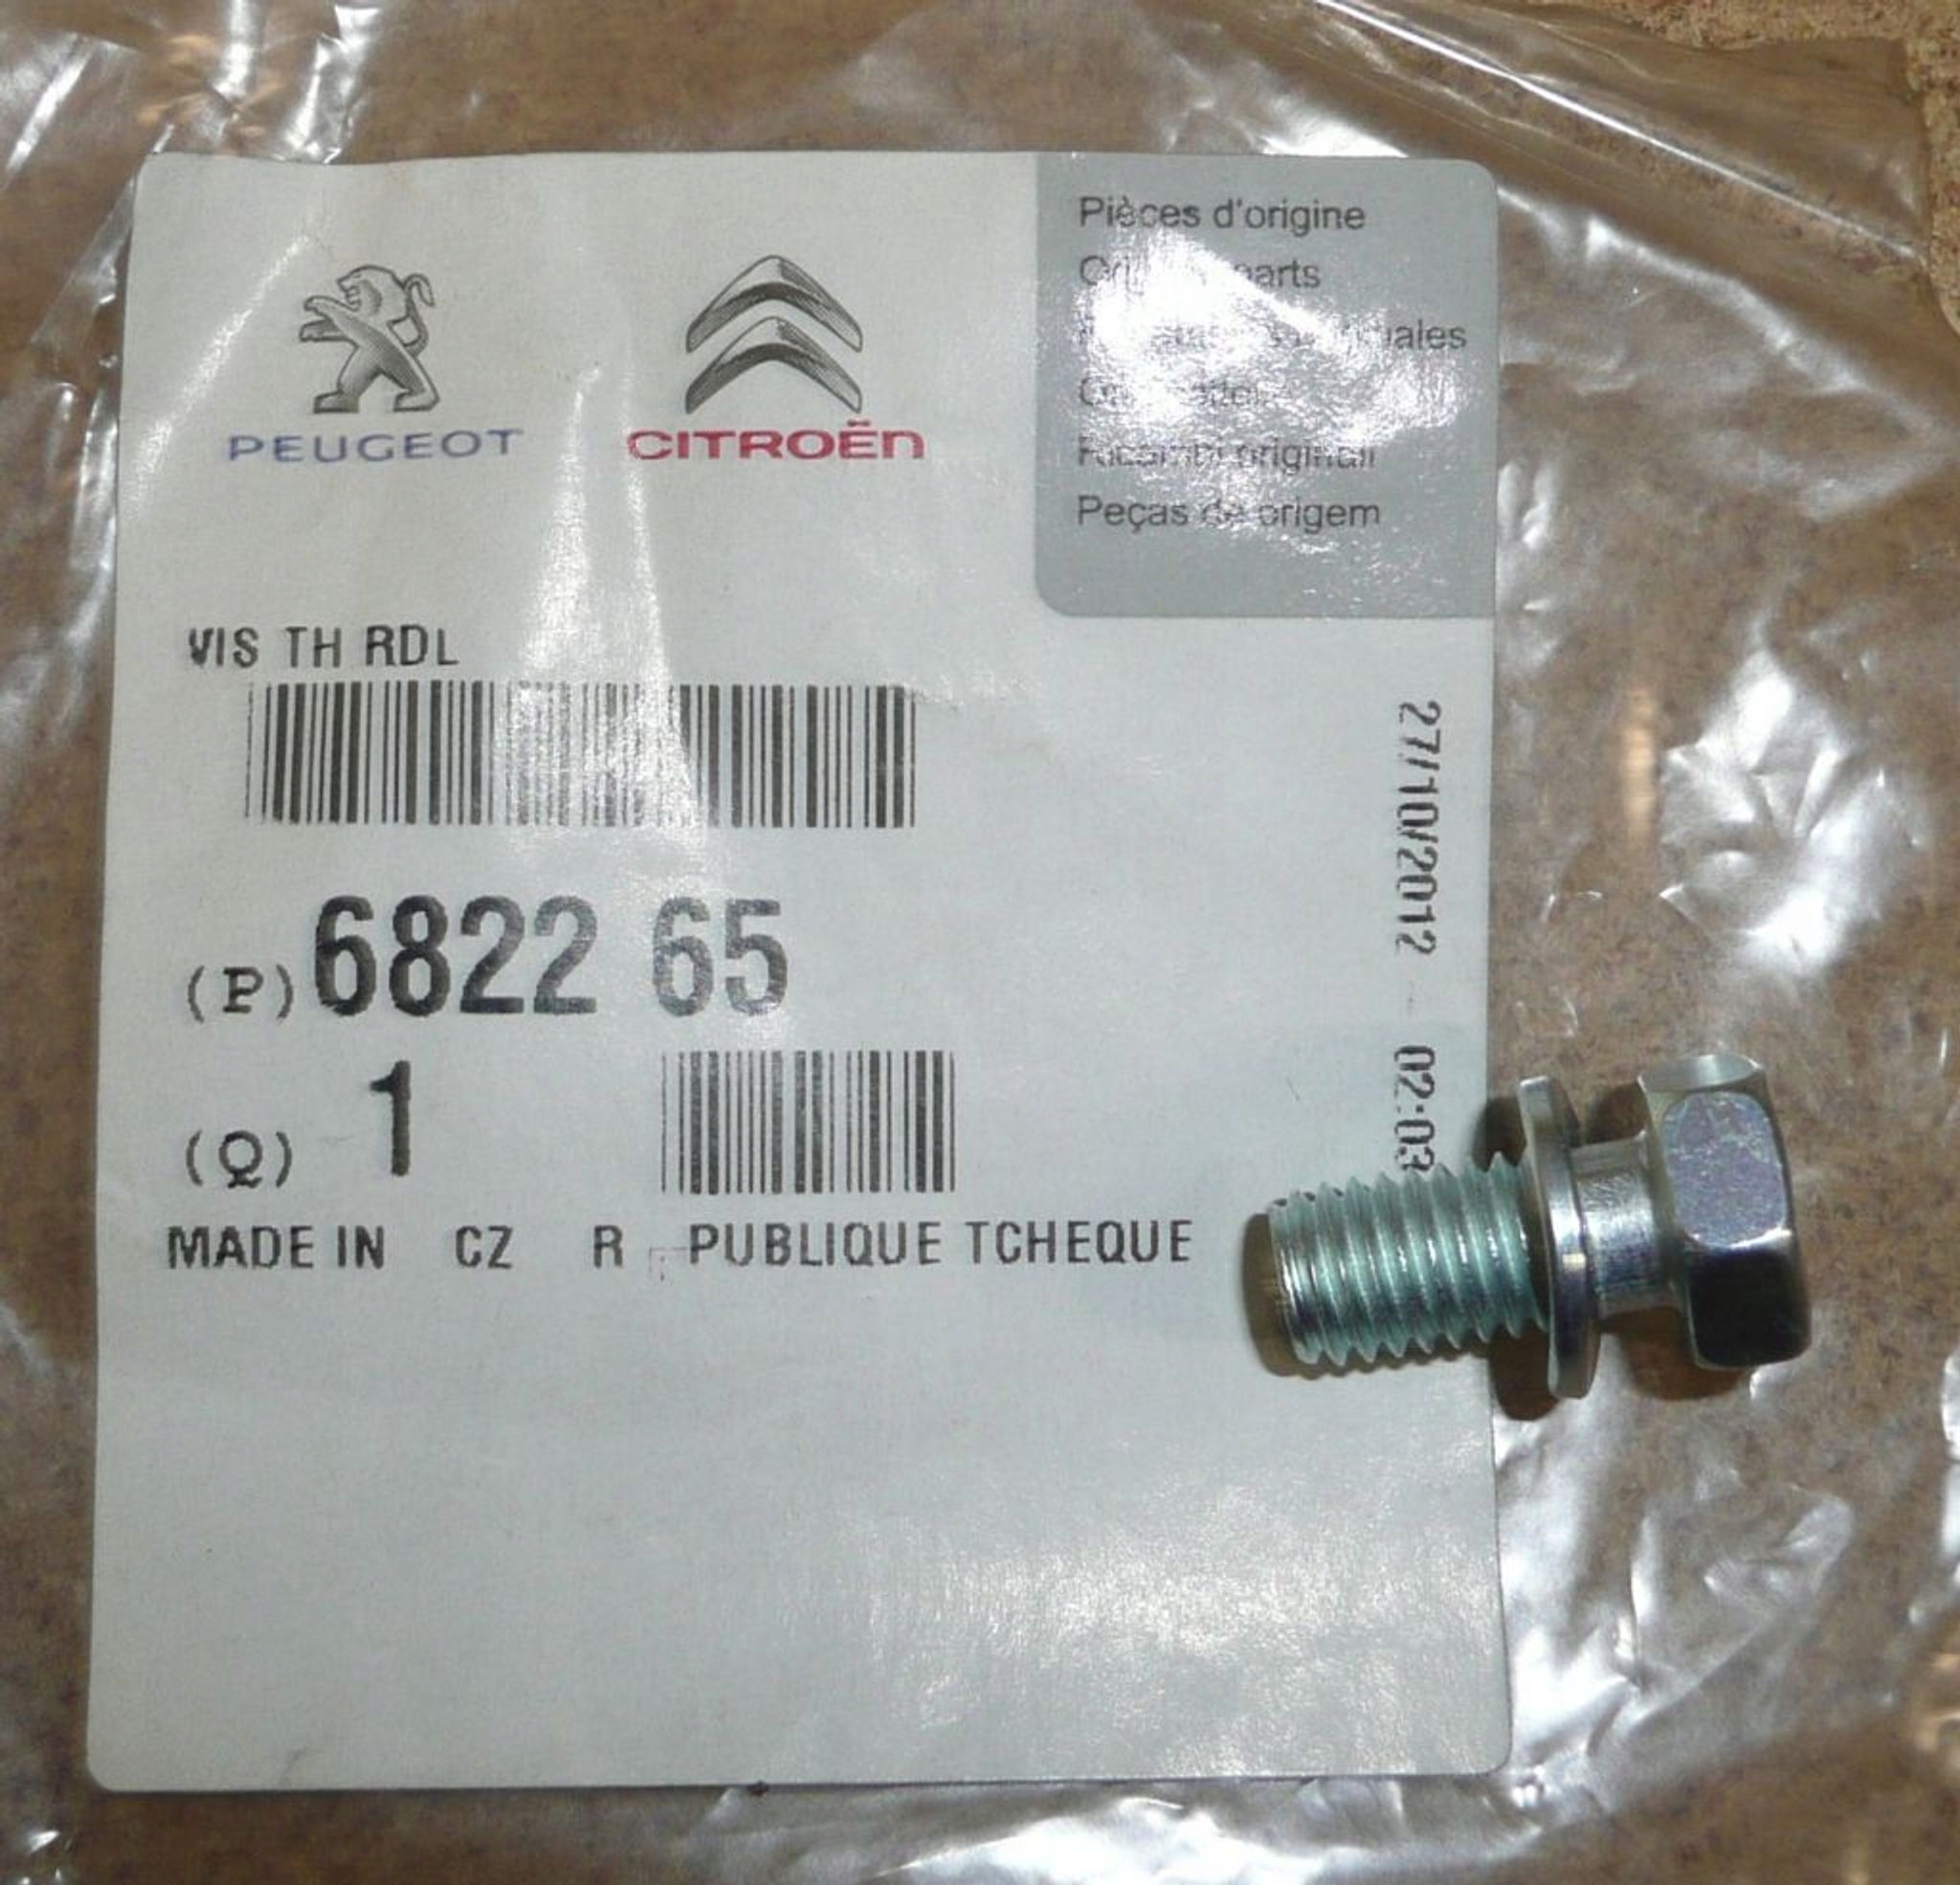 PEUGEOT
CITROËN
Pièces d'origine
Peças de origem
VIS TH RDL
(P) 6822 65
(Q) 1
MADE IN CZ R PUBLIQUE TCHEQUE
27/10/2012 - 02:03